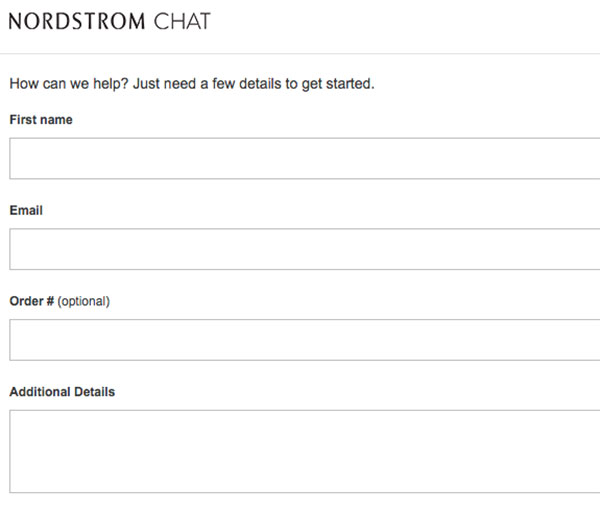 NORDSTROM CHAT
How can we help? Just need a few details to get started.
First name
Email
Order # (optional)
Additional Details